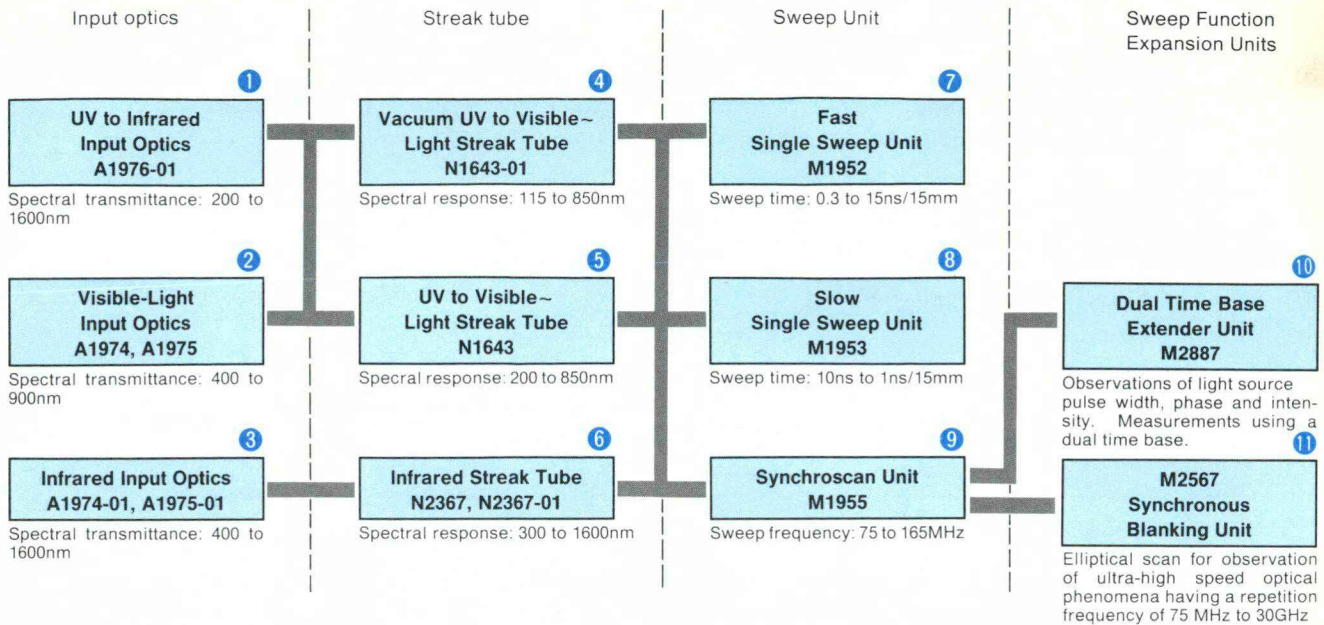 Input optics
Streak tube
Sweep Unit
Sweep Function
Expansion Units
1
UV to Infrared
Input Optics
A1976-01
Spectral transmittance: 200 to
1600nm
4
Vacuum UV to Visible~
Light Streak Tube
N1643-01
Spectral response: 115 to 850nm
7
Fast
Single Sweep Unit
M1952
Sweep time: 0.3 to 15ns/15mm
2
Visible-Light
Input Optics
A1974, A1975
Spectral transmittance: 400 to
900nm
5
UV to Visible~
Light Streak Tube
N1643
Specral response: 200 to 850nm
8
Slow
Single Sweep Unit
M1953
Sweep time: 10ns to 1ns/15mm
10
Dual Time Base
Extender Unit
M2887
Observations of light source
pulse width, phase and inten-
sity. Measurements using a
dual time base.
3
Infrared Input Optics
A1974-01, A1975-01
Spectral transmittance: 400 to
1600nm
6
Infrared Streak Tube
N2367, N2367-01
Spectral response: 300 to 1600nm
9
Synchroscan Unit
M1955
Sweep frequency: 75 to 165MHz
11
M2567
Synchronous
Blanking Unit
Elliptical scan for observation
of ultra-high speed optical
phenomena having a repetition
frequency of 75 MHz to 30GHz